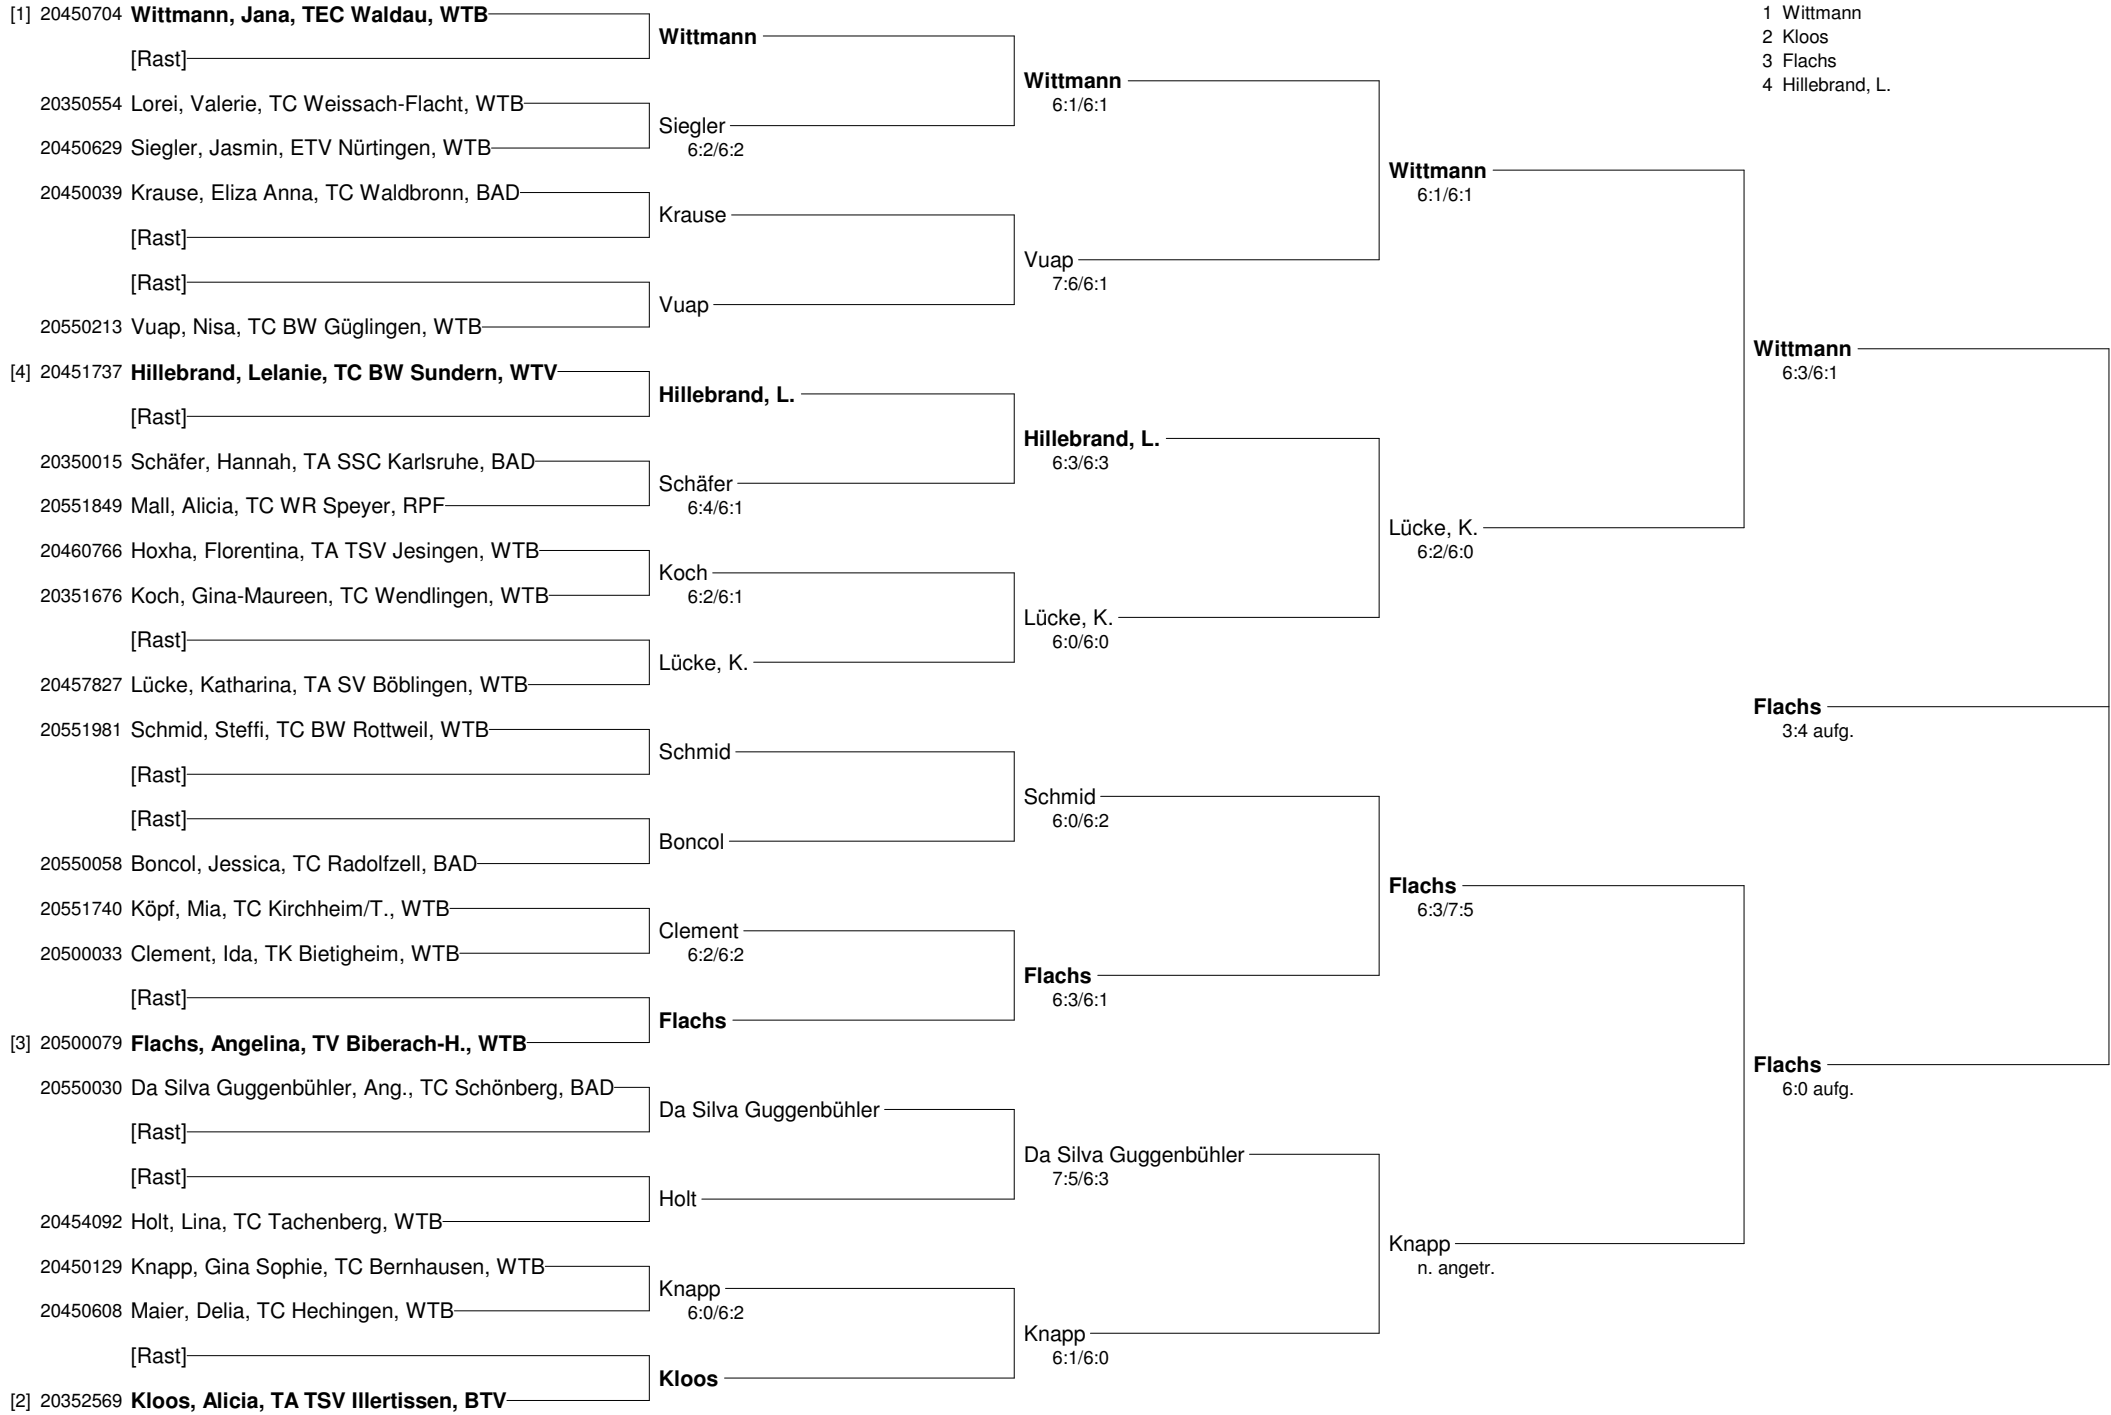 [1] 20450704 Wittmann, Jana, TEC Waldau, WTB
[Rast]
20350554 Lorei, Valerie, TC Weissach-Flacht, WTB
20450629 Siegler, Jasmin, ETV Nürtingen, WTB
20450039 Krause, Eliza Anna, TC Waldbronn, BAD
[Rast]
[Rast]
20550213 Vuap, Nisa, TC BW Güglingen, WTB
[4] 20451737 Hillebrand, Lelanie, TC BW Sundern, WTV
[Rast]
20350015 Schäfer, Hannah, TA SSC Karlsruhe, BAD
20551849 Mall, Alicia, TC WR Speyer, RPF
20460766 Hoxha, Florentina, TA TSV Jesingen, WTB
20351676 Koch, Gina-Maureen, TC Wendlingen, WTB
[Rast]
20457827 Lücke, Katharina, TA SV Böblingen, WTB
20551981 Schmid, Steffi, TC BW Rottweil, WTB
[Rast]
[Rast]
20550058 Boncol, Jessica, TC Radolfzell, BAD
20551740 Köpf, Mia, TC Kirchheim/T., WTB
20500033 Clement, Ida, TK Bietigheim, WTB
[Rast]
[3] 20500079 Flachs, Angelina, TV Biberach-H., WTB
20550030 Da Silva Guggenbühler, Ang., TC Schönberg, BAD
[Rast]
[Rast]
20454092 Holt, Lina, TC Tachenberg, WTB
20450129 Knapp, Gina Sophie, TC Bernhausen, WTB
20450608 Maier, Delia, TC Hechingen, WTB
[Rast]
[2] 20352569 Kloos, Alicia, TA TSV Illertissen, BTV
Wittmann
Siegler
6:2/6:2
Krause
Vuap
Hillebrand, L.
Schäfer
6:4/6:1
Koch
6:2/6:1
Lücke, K.
Schmid
Boncol
Clement
6:2/6:2
Flachs
Da Silva Guggenbühler
Holt
Knapp
6:0/6:2
Kloos
Wittmann
6:1/6:1
Vuap
7:6/6:1
Hillebrand, L.
6:3/6:3
Lücke, K.
6:0/6:0
Schmid
6:0/6:2
Flachs
6:3/6:1
Da Silva Guggenbühler
7:5/6:3
Knapp
6:1/6:0
Wittmann
6:1/6:1
Lücke, K.
6:2/6:0
Flachs
6:3/7:5
Knapp
n. angetr.
1 Wittmann
2 Kloos
3 Flachs
4 Hillebrand, L.
Wittmann
6:3/6:1
Flachs
3:4 aufg.
Flachs
6:0 aufg.